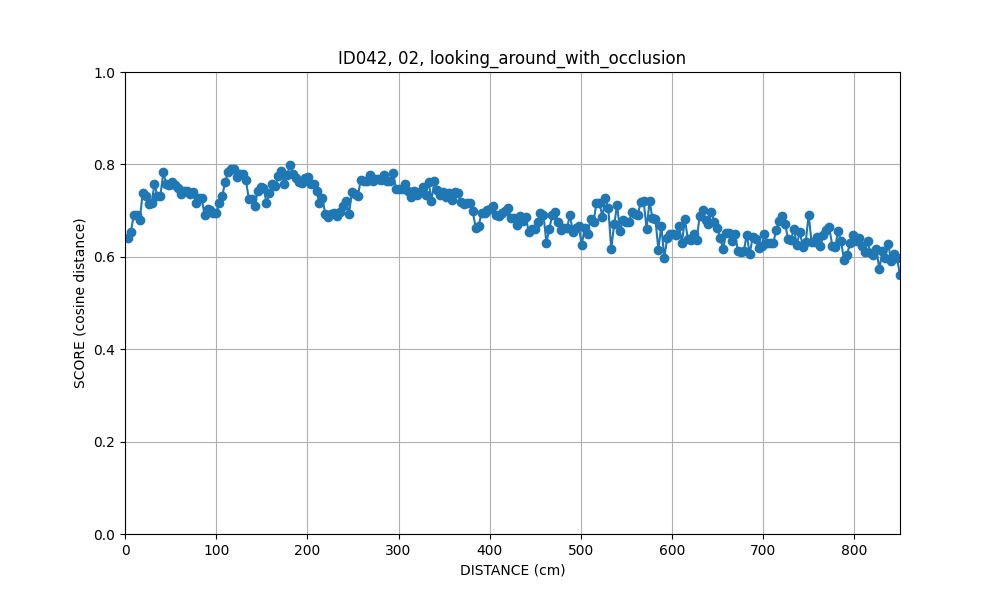 ID042, 02, looking_around_with_occlusion
1.0
0.8
0.6
0.4
0.2
0.0
SCORE (cosine distance)
0 100 200 300 400 500 600 700 800
DISTANCE (cm)